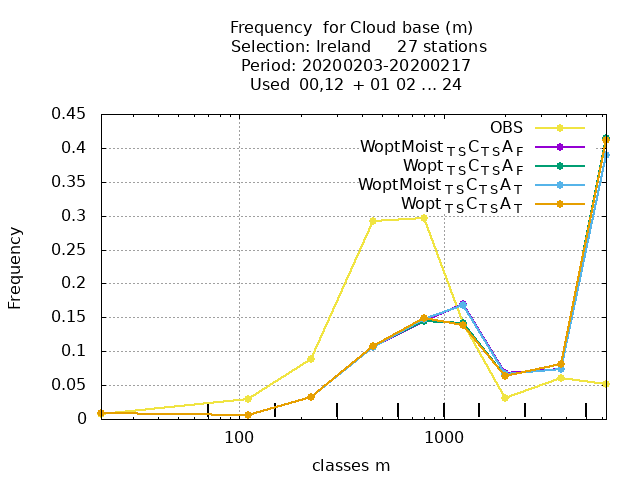 Frequency for Cloud base (m)
Selection: Ireland 27 stations
Period: 20200203-20200217
Used 00,12 + 01 02 ... 24
0.45
0.4
0.35
0.3
0.25
0.2
0.15
0.1
0.05
0
Frequency
OBS
WoptMoist TS C TS A F
Wopt TS C TS A F
WoptMoist TS C TS A T
Wopt TS C TS A T
100
1000
classes m